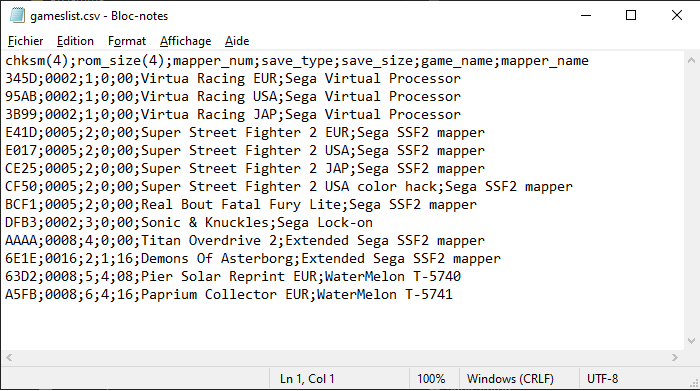 gameslist.csv - Bloc-notes
Fichier Edition Format Affichage Aide
chksm(4);rom_size(4);mapper_num;save_type;save_size;game_name;mapper_name
345D;0002;1;0;00;Virtua Racing EUR;Sega Virtual Processor
95AB;0002;1;0;00;Virtua Racing USA;Sega Virtual Processor
3B99;0002;1;0;00;Virtua Racing JAP;Sega Virtual Processor
E41D;0005;2;0;00;Super Street Fighter 2 EUR;Sega SSF2 mapper
E017;0005;2;0;00;Super Street Fighter 2 USA;Sega SSF2 mapper
CE25;0005;2;0;00;Super Street Fighter 2 JAP;Sega SSF2 mapper
CF50;0005;2;0;00;Super Street Fighter 2 USA color hack;Sega SSF2 mapper
BCF1;0005;2;0;00;Real Bout Fatal Fury Lite;Sega SSF2 mapper
DFB3;0002;3;0;00;Sonic & Knuckles;Sega Lock-on
AAAA;0008;4;0;00;Titan Overdrive 2;Extended Sega SSF2 mapper
6E1E;0016;2;1;16;Demons Of Asterborg;Extended Sega SSF2 mapper
63D2;0008;5;4;08;Pier Solar Reprint EUR;WaterMelon T-5740
A5FB;0008;6;4;16;Paprium Collector EUR;WaterMelon T-5741
Ln 1, Col 1 100% Windows (CRLF) UTF-8